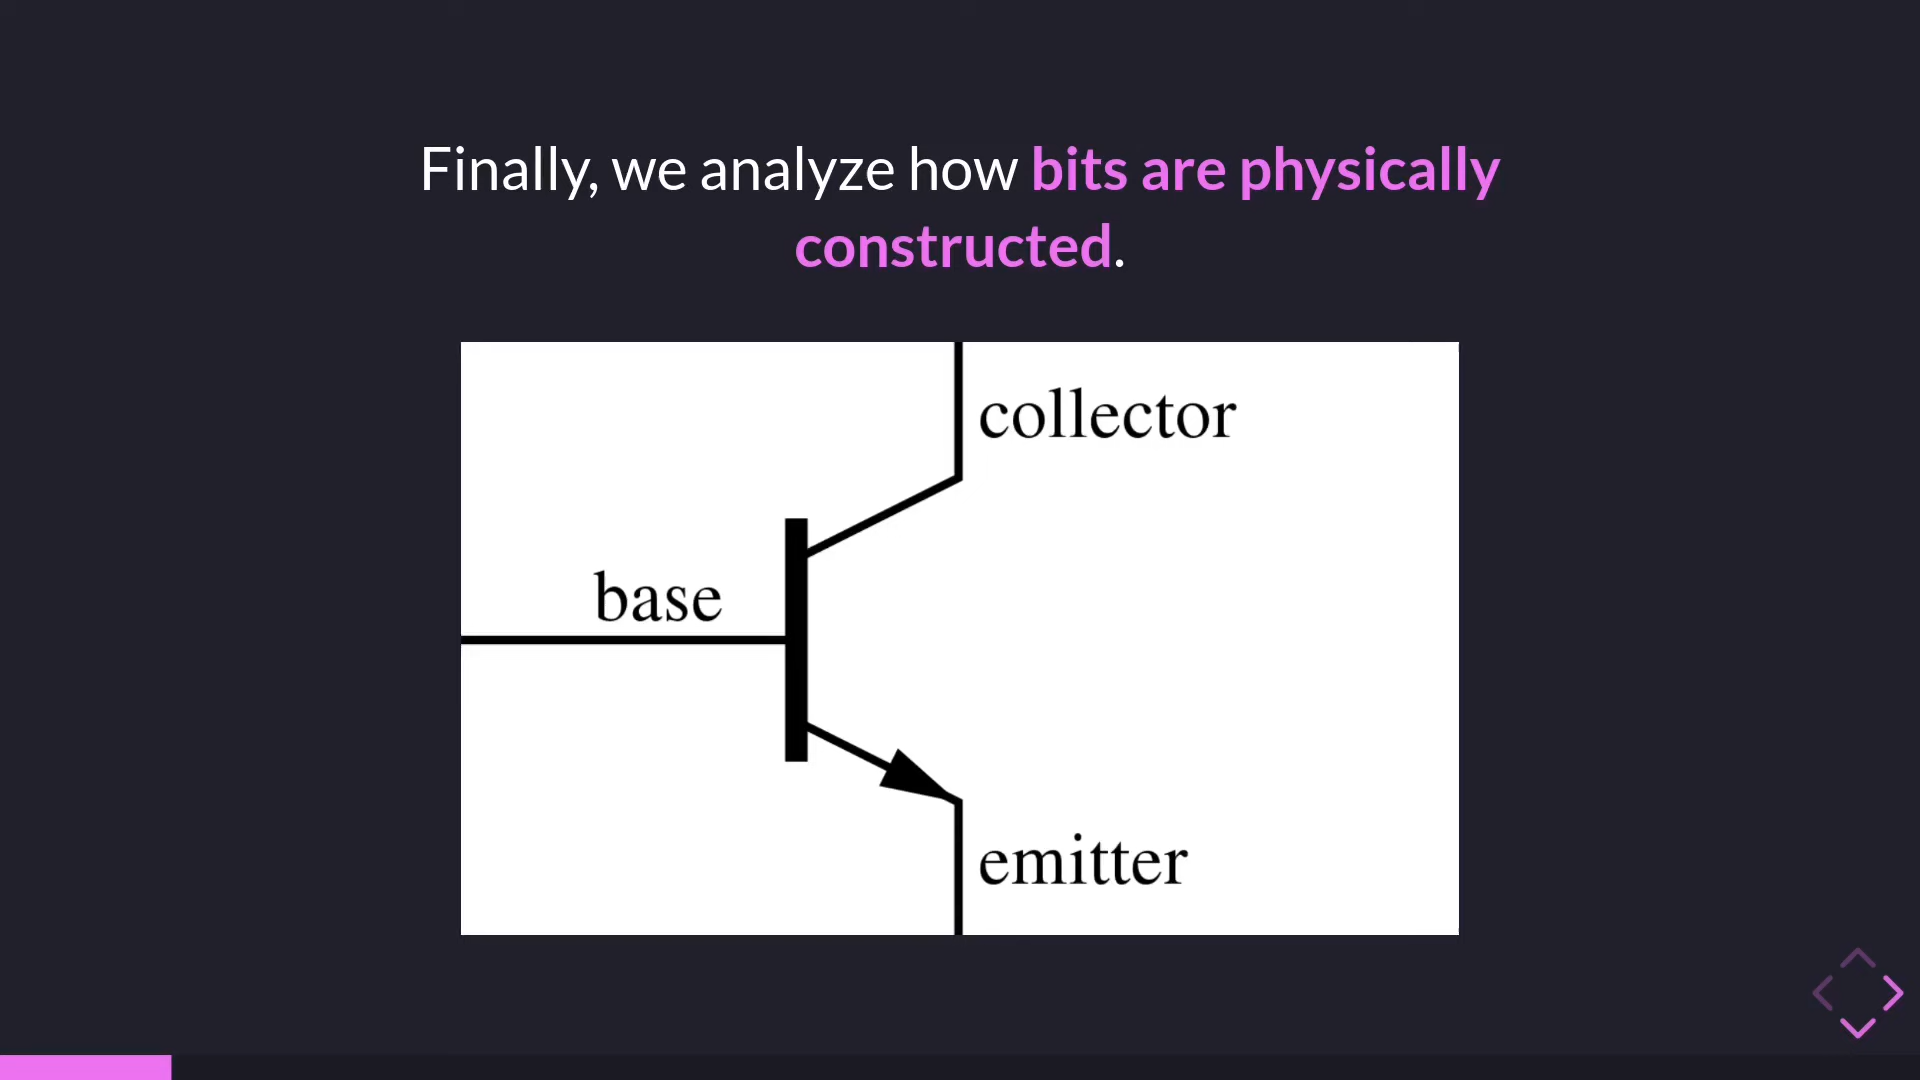 Finally, we analyze how bits are physically
constructed.
collector
base
emitter